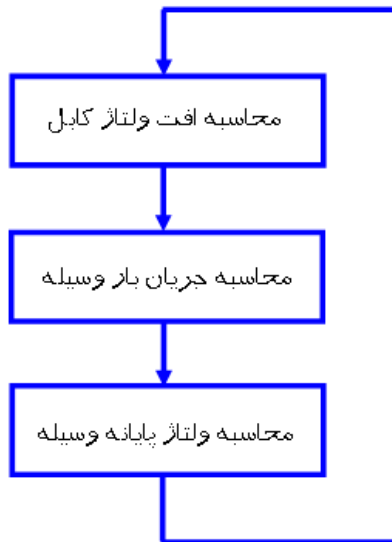 محاسبه افت ولتاژ کابل
محاسبه جریان بار وسیله
محاسبه ولتاژ پایانه وسیله